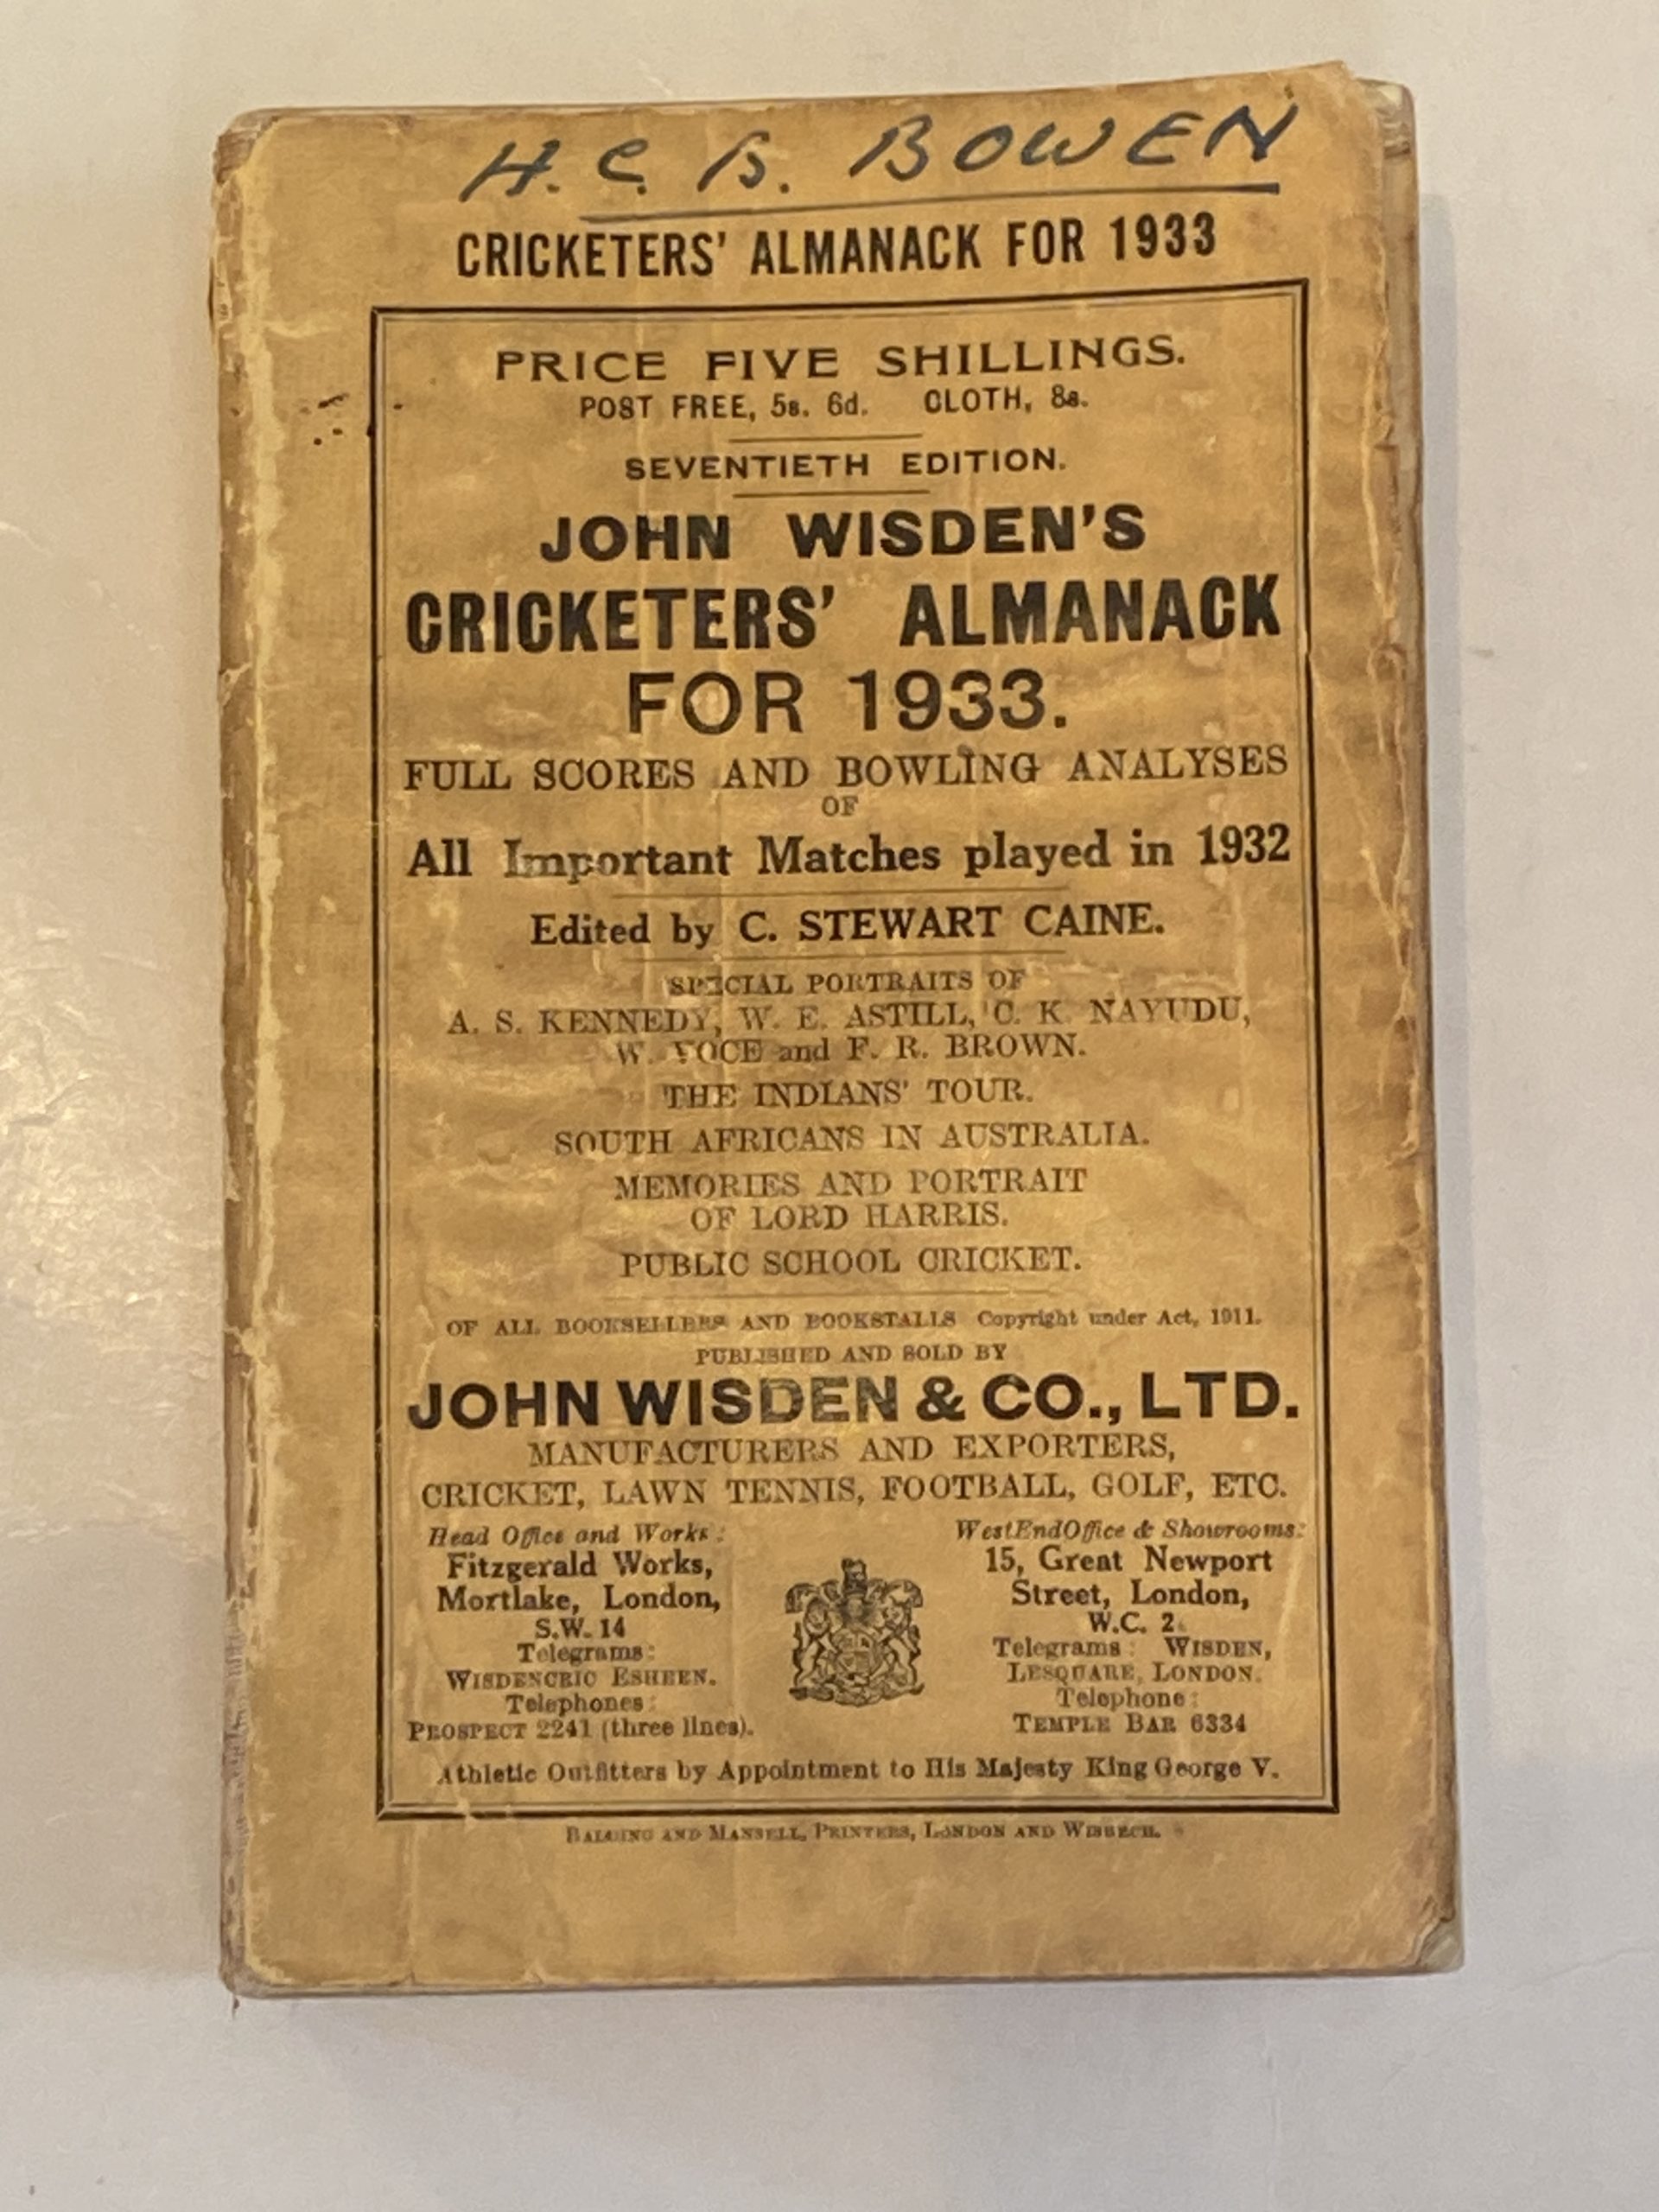 H. C. B. BOWEN
CRICKETERS' ALMANACK FOR 1933
PRICE FIVE SHILLINGS.
POST FREE, 5s. 6d. CLOTH, 8s.
SEVENTIETH EDITION.
JOHN WISDEN'S
CRICKETERS' ALMANACK
FOR 1933.
FULL SCORES AND BOWLING ANALYSES
OF
All Important Matches played in 1932
Edited by C. STEWART CAINE.
SPECIAL PORTRAITS OF
A. S. KENNEDY, W. E. ASTILL, C. K. NAYUDU,
W. VOCE and F. R. BROWN.
THE INDIANS' TOUR.
SOUTH AFRICANS IN AUSTRALIA.
MEMORIES AND PORTRAIT
OF LORD HARRIS.
PUBLIC SCHOOL CRICKET.
OF ALL BOOKSELLERS AND BOOKSTALLS Copyright under Act, 1911.
PUBLISHED AND SOLD BY
JOHN WISDEN & CO., LTD.
MANUFACTURERS AND EXPORTERS,
CRICKET, LAWN TENNIS, FOOTBALL, GOLF, ETC.
Head Office and Works:
Fitzgerald Works,
Mortlake, London,
S.W. 14
Telegrams:
WISDENCRIC ESHEEN.
Telephones:
PROSPECT 2241 (three lines).
West End Office & Showrooms:
15, Great Newport
Street, London,
W.C. 2.
Telegrams: WISDEN,
LESQUARE, LONDON.
Telephone:
TEMPLE BAR 6334
Athletic Outfitters by Appointment to His Majesty King George V.
BALDING AND MANSELL, PRINTERS, LONDON AND WISBECH.